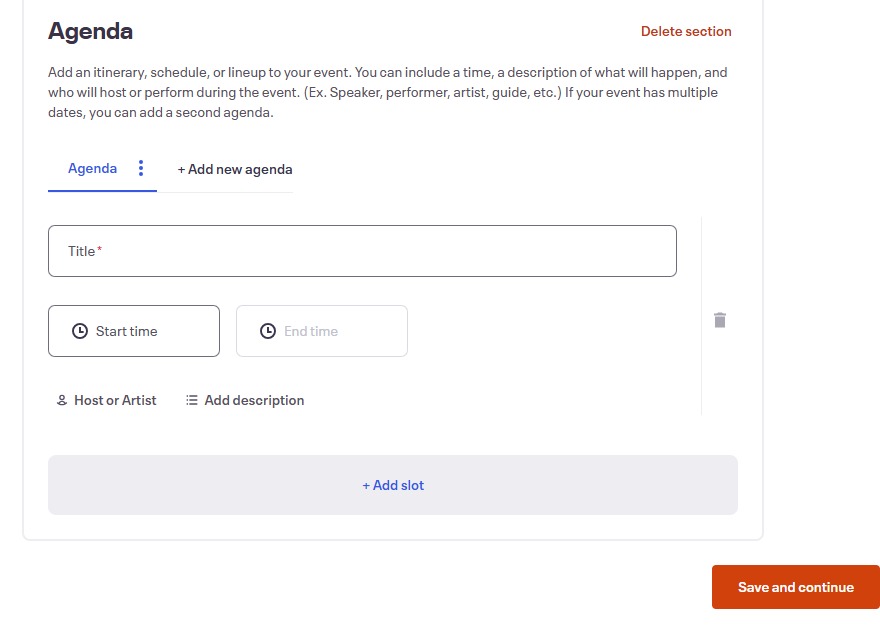 Agenda
Delete section
Add an itinerary, schedule, or lineup to your event. You can include a time, a description of what will happen, and
who will host or perform during the event. (Ex. Speaker, performer, artist, guide, etc.) If your event has multiple
dates, you can add a second agenda.
Agenda
+ Add new agenda
Title*
Start time
End time
Host or Artist
Add description
+ Add slot
Save and continue